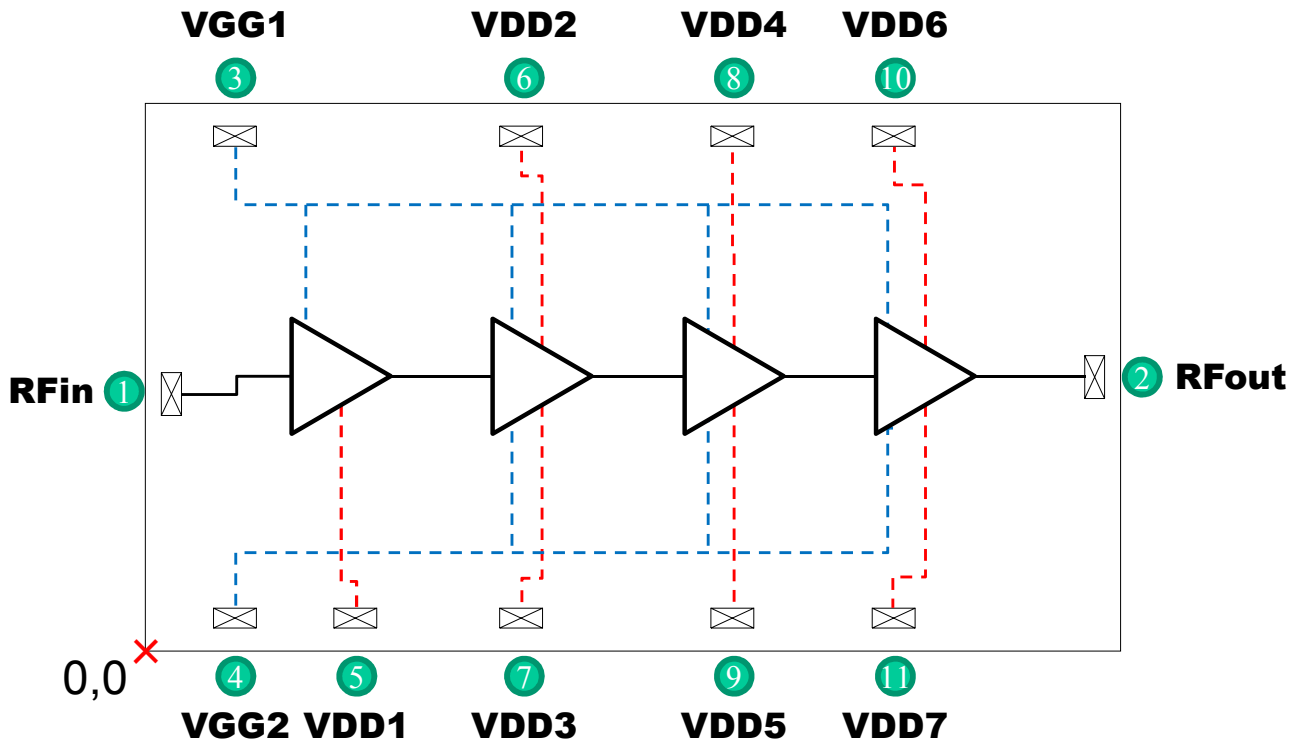 VGG1 VDD2 VDD4 VDD6
3 6 8 10
RFin 1 2 RFout
0,0
4 5 7 9 11
VGG2 VDD1 VDD3 VDD5 VDD7